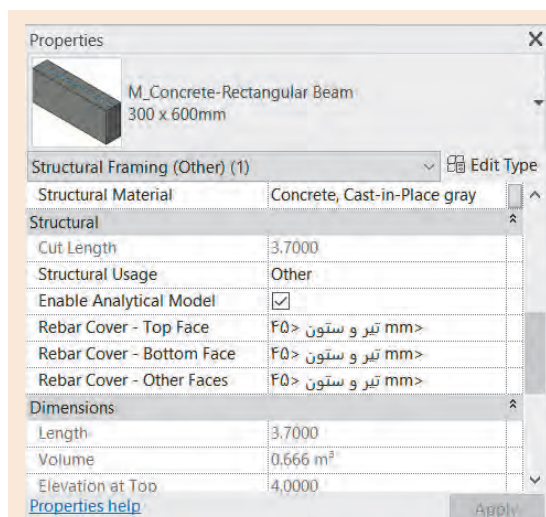 Properties
M_Concrete-Rectangular Beam
300 x 600mm
Structural Framing (Other) (1) Edit Type
Structural Material Concrete, Cast-in-Place gray
Structural
Cut Length 3.7000
Structural Usage Other
Enable Analytical Model
Rebar Cover - Top Face تیر و ستون <۴۵ mm>
Rebar Cover - Bottom Face تیر و ستون <۴۵ mm>
Rebar Cover - Other Faces تیر و ستون <۴۵ mm>
Dimensions
Length 3.7000
Volume 0.666 m³
Elevation at Top 4.0000
Properties help Apply